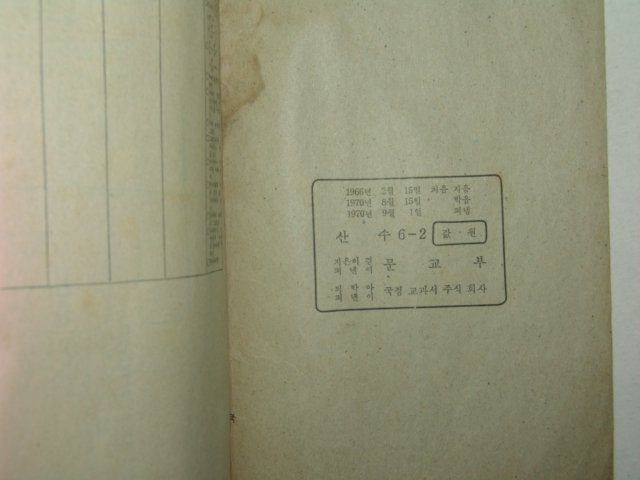 1966년 2월 15일 처음 지음
1970년 8월 15일 박음
1970년 9월 1일 펴냄
산 수 6-2 값 원
지은이 겸
펴낸이 문 교 부
펴낸이 국정 교과서 주식 회사